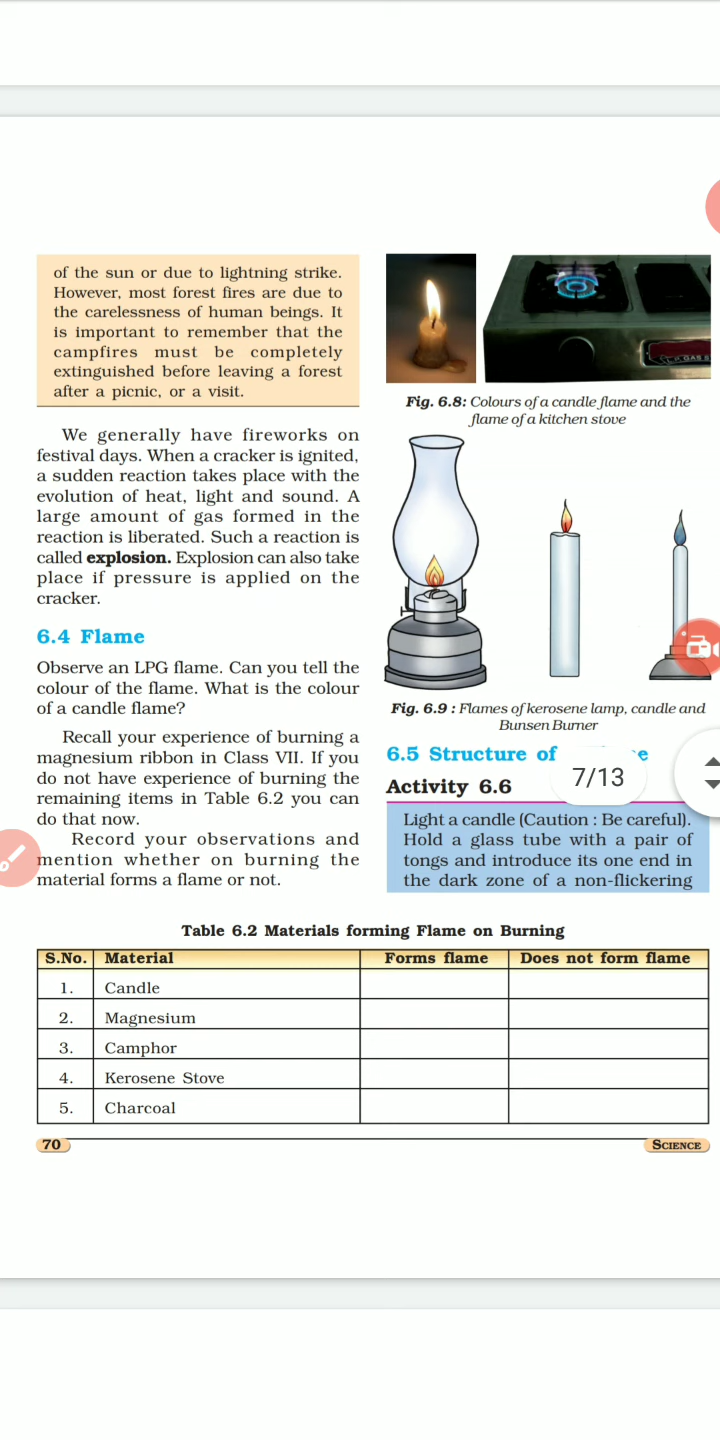 of the sun or due to lightning strike.
However, most forest fires are due to
the carelessness of human beings. It
is important to remember that the
campfires must be completely
extinguished before leaving a forest
after a picnic, or a visit.
We generally have fireworks on
festival days. When a cracker is ignited,
a sudden reaction takes place with the
evolution of heat, light and sound. A
large amount of gas formed in the
reaction is liberated. Such a reaction is
called explosion. Explosion can also take
place if pressure is applied on the
cracker.
6.4 Flame
Observe an LPG flame. Can you tell the
colour of the flame. What is the colour
of a candle flame?
Recall your experience of burning a
magnesium ribbon in Class VII. If you
do not have experience of burning the
remaining items in Table 6.2 you can
do that now.
Record your observations and
mention whether on burning the
material forms a flame or not.
Fig. 6.8: Colours of a candle flame and the
flame of a kitchen stove
Fig. 6.9 : Flames of kerosene lamp, candle and
Bunsen Burner
6.5 Structure of
7/13
Activity 6.6
Light a candle (Caution : Be careful).
Hold a glass tube with a pair of
tongs and introduce its one end in
the dark zone of a non-flickering
Table 6.2 Materials forming Flame on Burning
S.No. Material Forms flame Does not form flame
1. Candle
2. Magnesium
3. Camphor
4. Kerosene Stove
5. Charcoal
70
SCIENCE